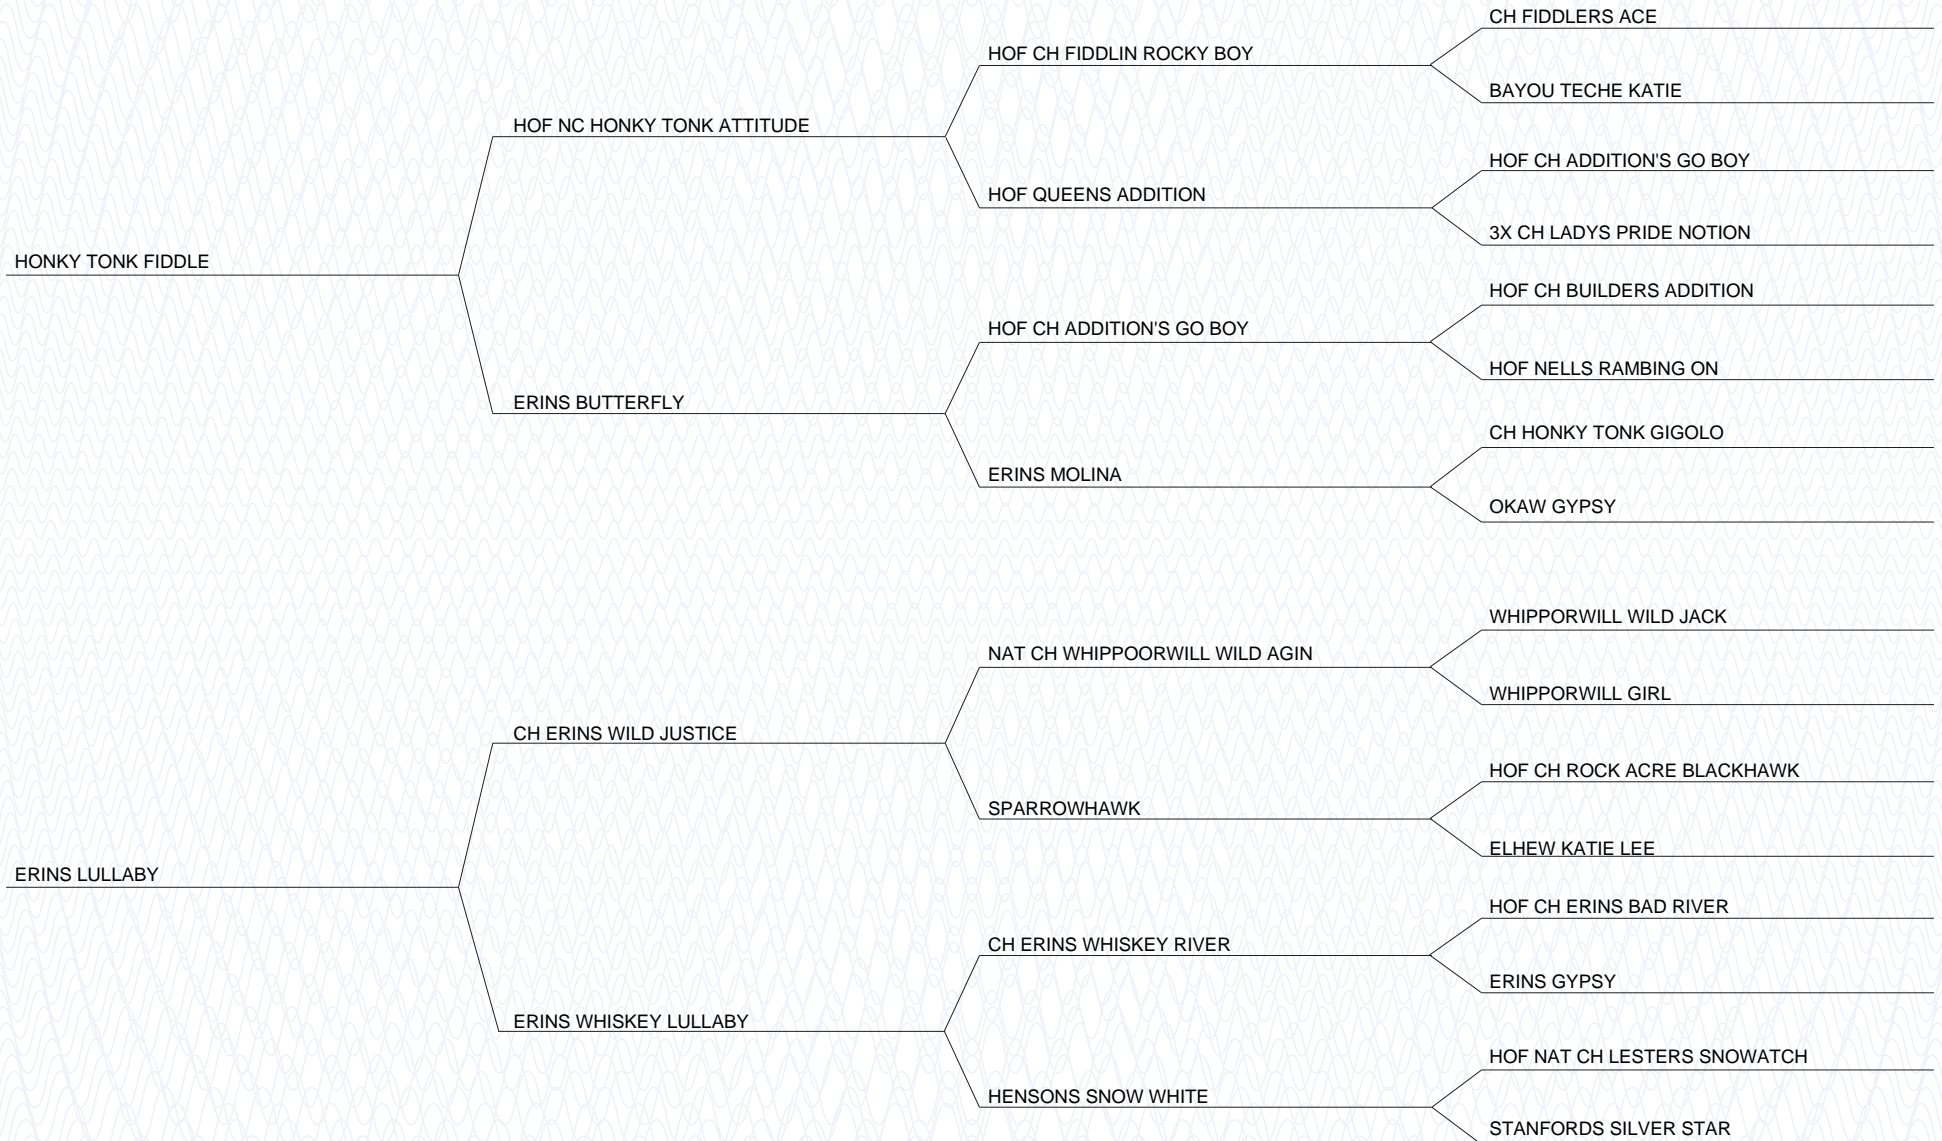 CH FIDDLERS ACE
HOF CH FIDDLIN ROCKY BOY
BAYOU TECHE KATIE
HOF NC HONKY TONK ATTITUDE
HOF CH ADDITION'S GO BOY
HOF QUEENS ADDITION
3X CH LADYS PRIDE NOTION
HONKY TONK FIDDLE
HOF CH BUILDERS ADDITION
HOF CH ADDITION'S GO BOY
HOF NELLS RAMBING ON
ERINS BUTTERFLY
CH HONKY TONK GIGOLO
ERINS MOLINA
OKAW GYPSY
WHIPPORWILL WILD JACK
NAT CH WHIPPOORWILL WILD AGIN
WHIPPORWILL GIRL
CH ERINS WILD JUSTICE
HOF CH ROCK ACRE BLACKHAWK
SPARROWHAWK
ELHEW KATIE LEE
ERINS LULLABY
HOF CH ERINS BAD RIVER
CH ERINS WHISKEY RIVER
ERINS GYPSY
ERINS WHISKEY LULLABY
HOF NAT CH LESTERS SNOWATCH
HENSONS SNOW WHITE
STANFORDS SILVER STAR